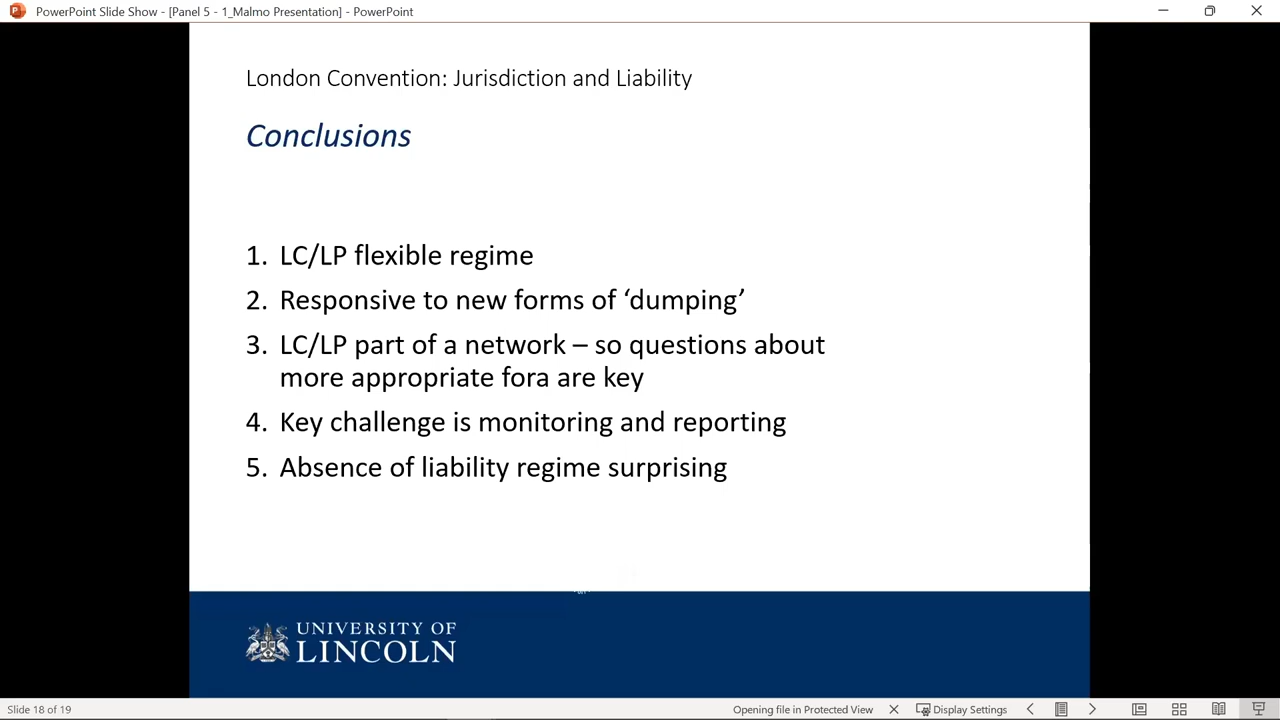 PowerPoint Slide Show - [Panel 5 - 1_Malmo Presentation] - PowerPoint
London Convention: Jurisdiction and Liability
Conclusions
1. LC/LP flexible regime
2. Responsive to new forms of ‘dumping’
3. LC/LP part of a network – so questions about
more appropriate fora are key
4. Key challenge is monitoring and reporting
5. Absence of liability regime surprising
UNIVERSITY OF
LINCOLN
Slide 18 of 19 Opening file in Protected View Display Settings